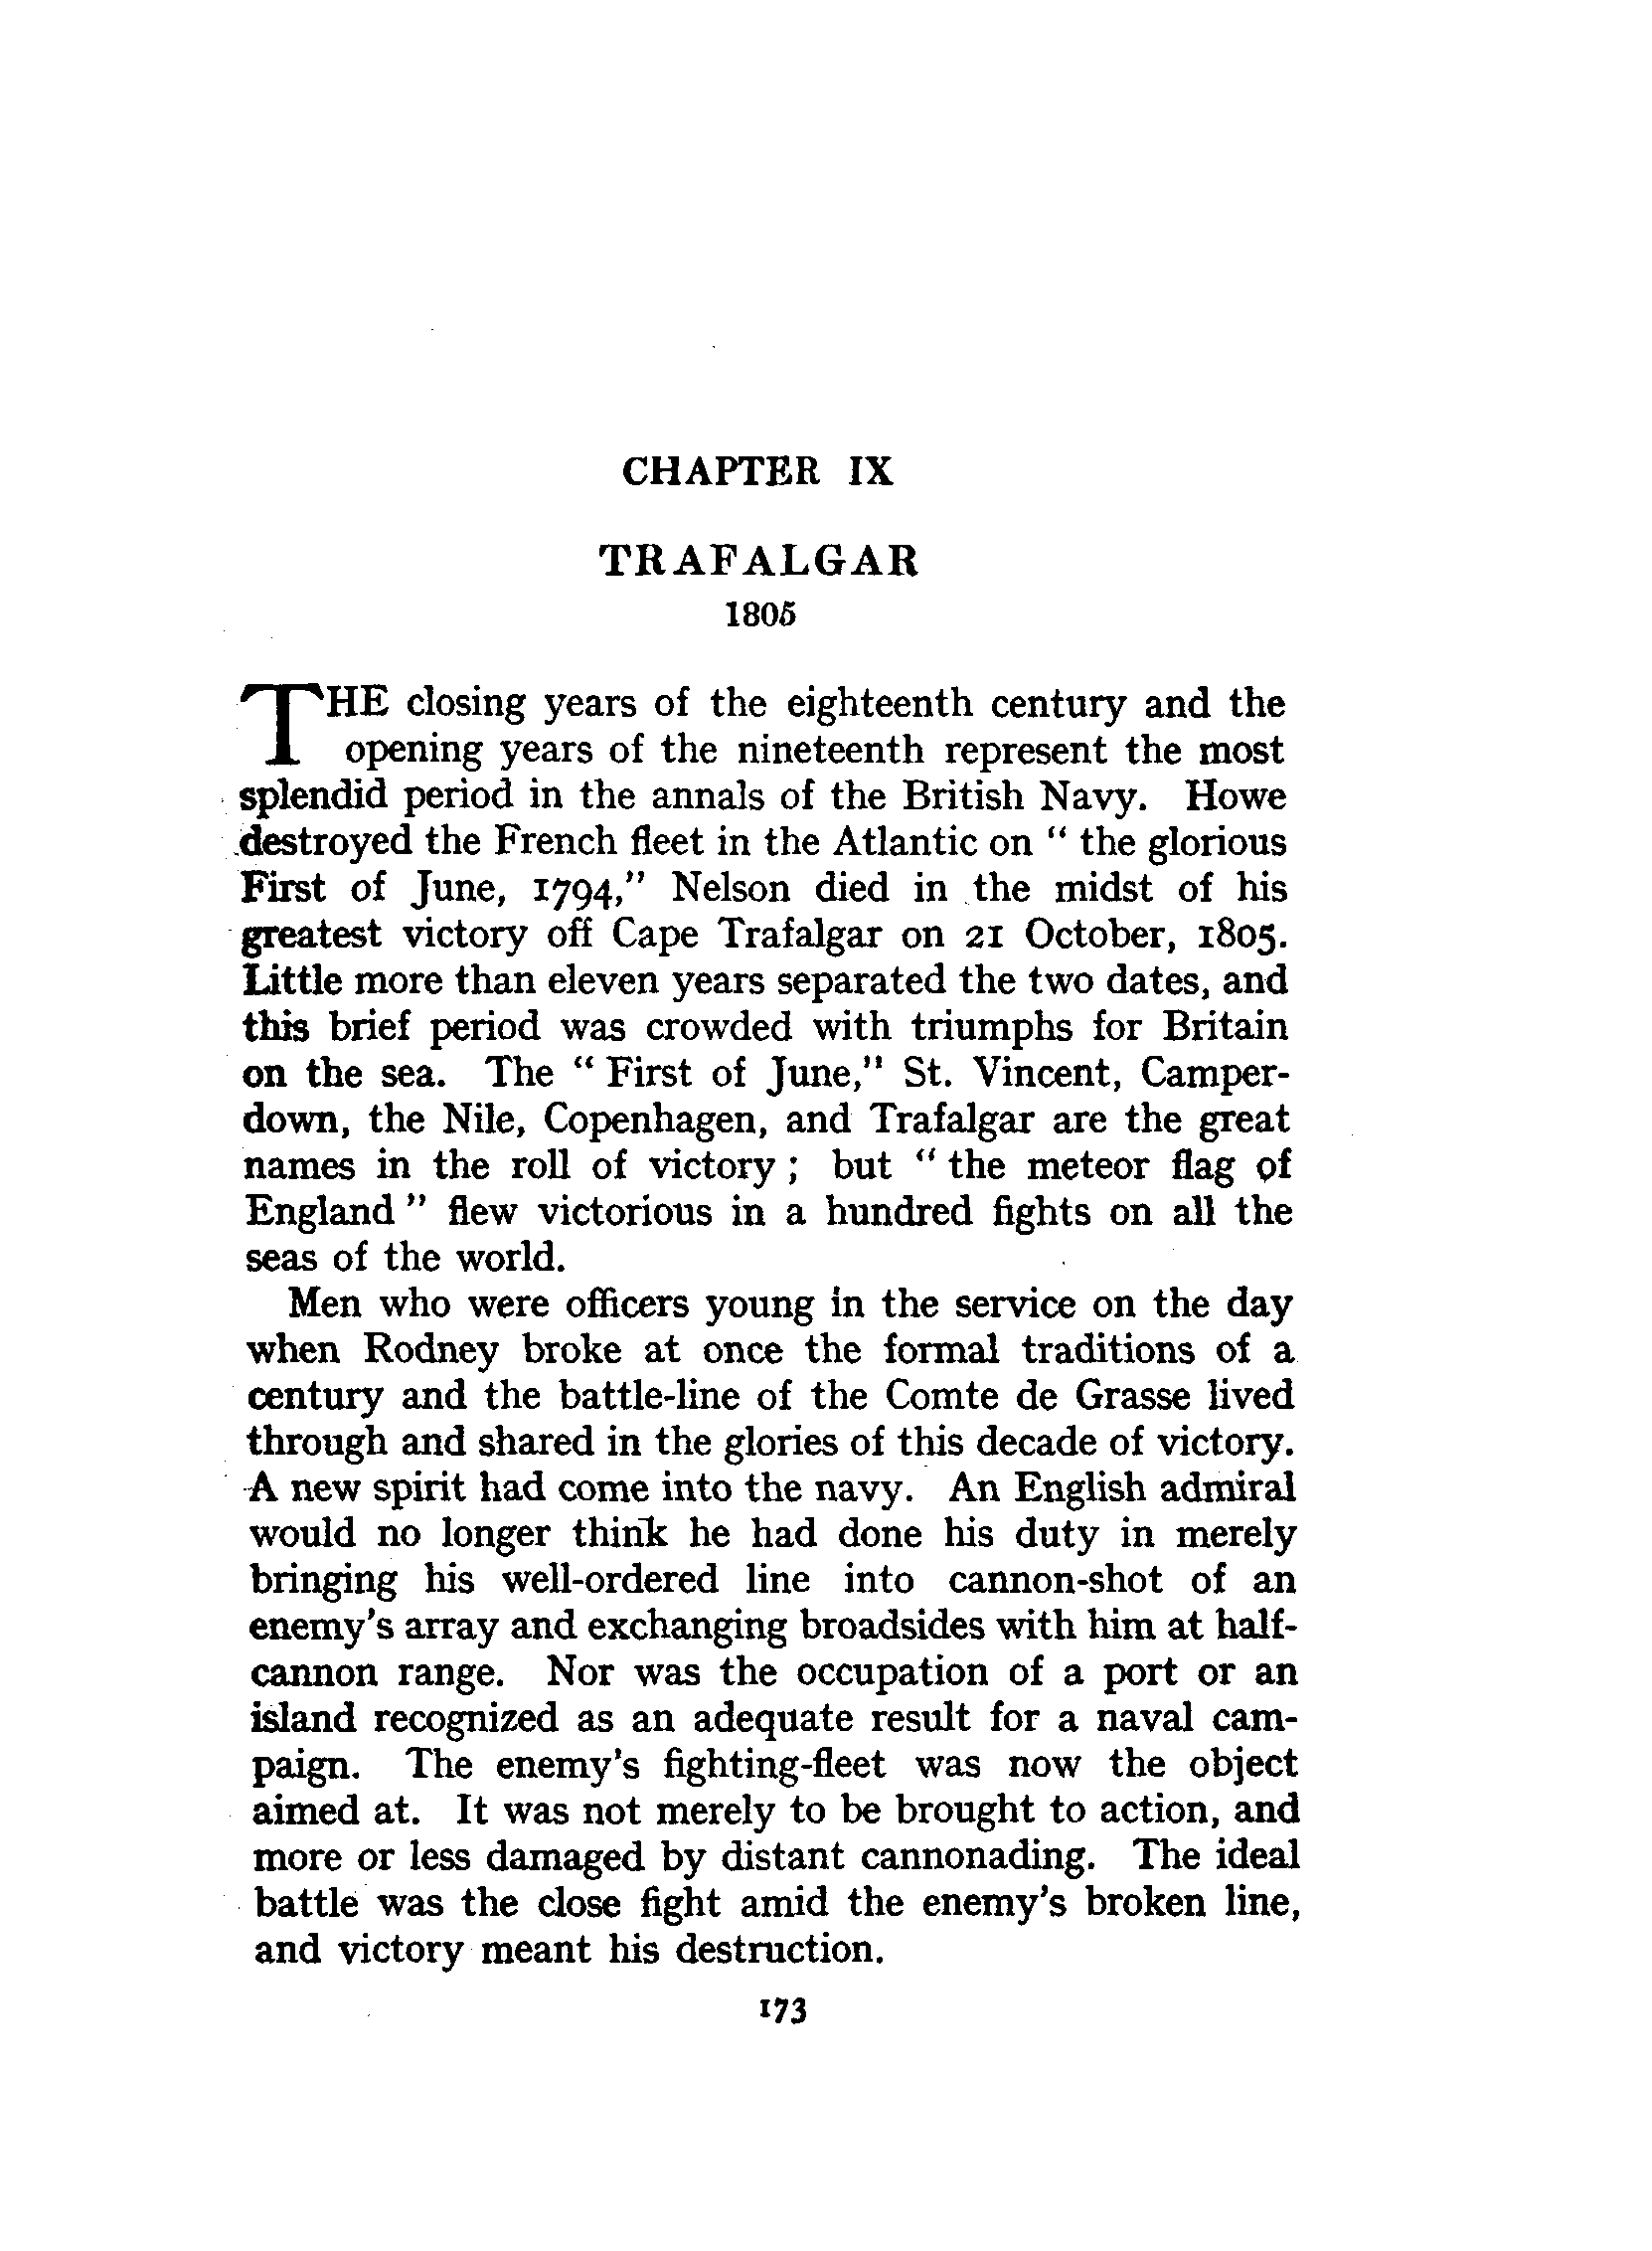 CHAPTER IX
TRAFALGAR
1805
THE closing years of the eighteenth century and the
opening years of the nineteenth represent the most
splendid period in the annals of the British Navy. Howe
destroyed the French fleet in the Atlantic on " the glorious
First of June, 1794," Nelson died in the midst of his
greatest victory off Cape Trafalgar on 21 October, 1805.
Little more than eleven years separated the two dates, and
this brief period was crowded with triumphs for Britain
on the sea. The " First of June," St. Vincent, Camper-
down, the Nile, Copenhagen, and Trafalgar are the great
names in the roll of victory ; but " the meteor flag of
England " flew victorious in a hundred fights on all the
seas of the world.
Men who were officers young in the service on the day
when Rodney broke at once the formal traditions of a
century and the battle-line of the Comte de Grasse lived
through and shared in the glories of this decade of victory.
A new spirit had come into the navy. An English admiral
would no longer think he had done his duty in merely
bringing his well-ordered line into cannon-shot of an
enemy's array and exchanging broadsides with him at half-
cannon range. Nor was the occupation of a port or an
island recognized as an adequate result for a naval cam-
paign. The enemy's fighting-fleet was now the object
aimed at. It was not merely to be brought to action, and
more or less damaged by distant cannonading. The ideal
battle was the close fight amid the enemy's broken line,
and victory meant his destruction.
173